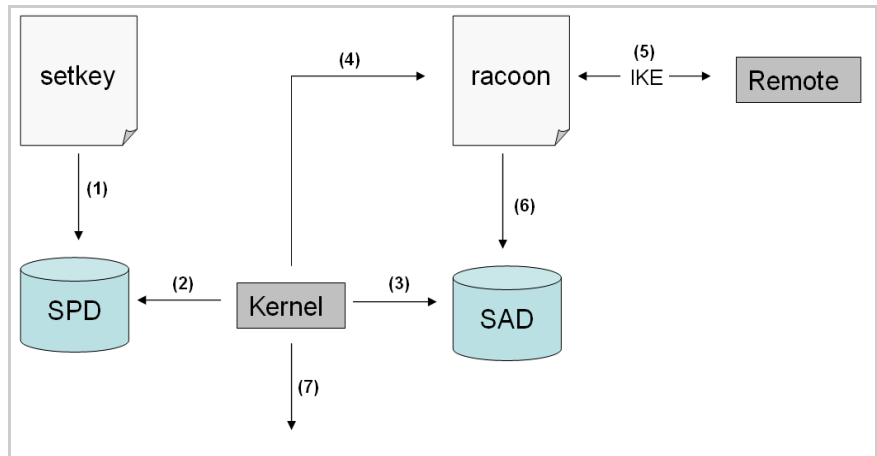 setkey
(4)
racoon
(5)
IKE
Remote
(1)
(6)
SPD
(2)
Kernel
(3)
SAD
(7)